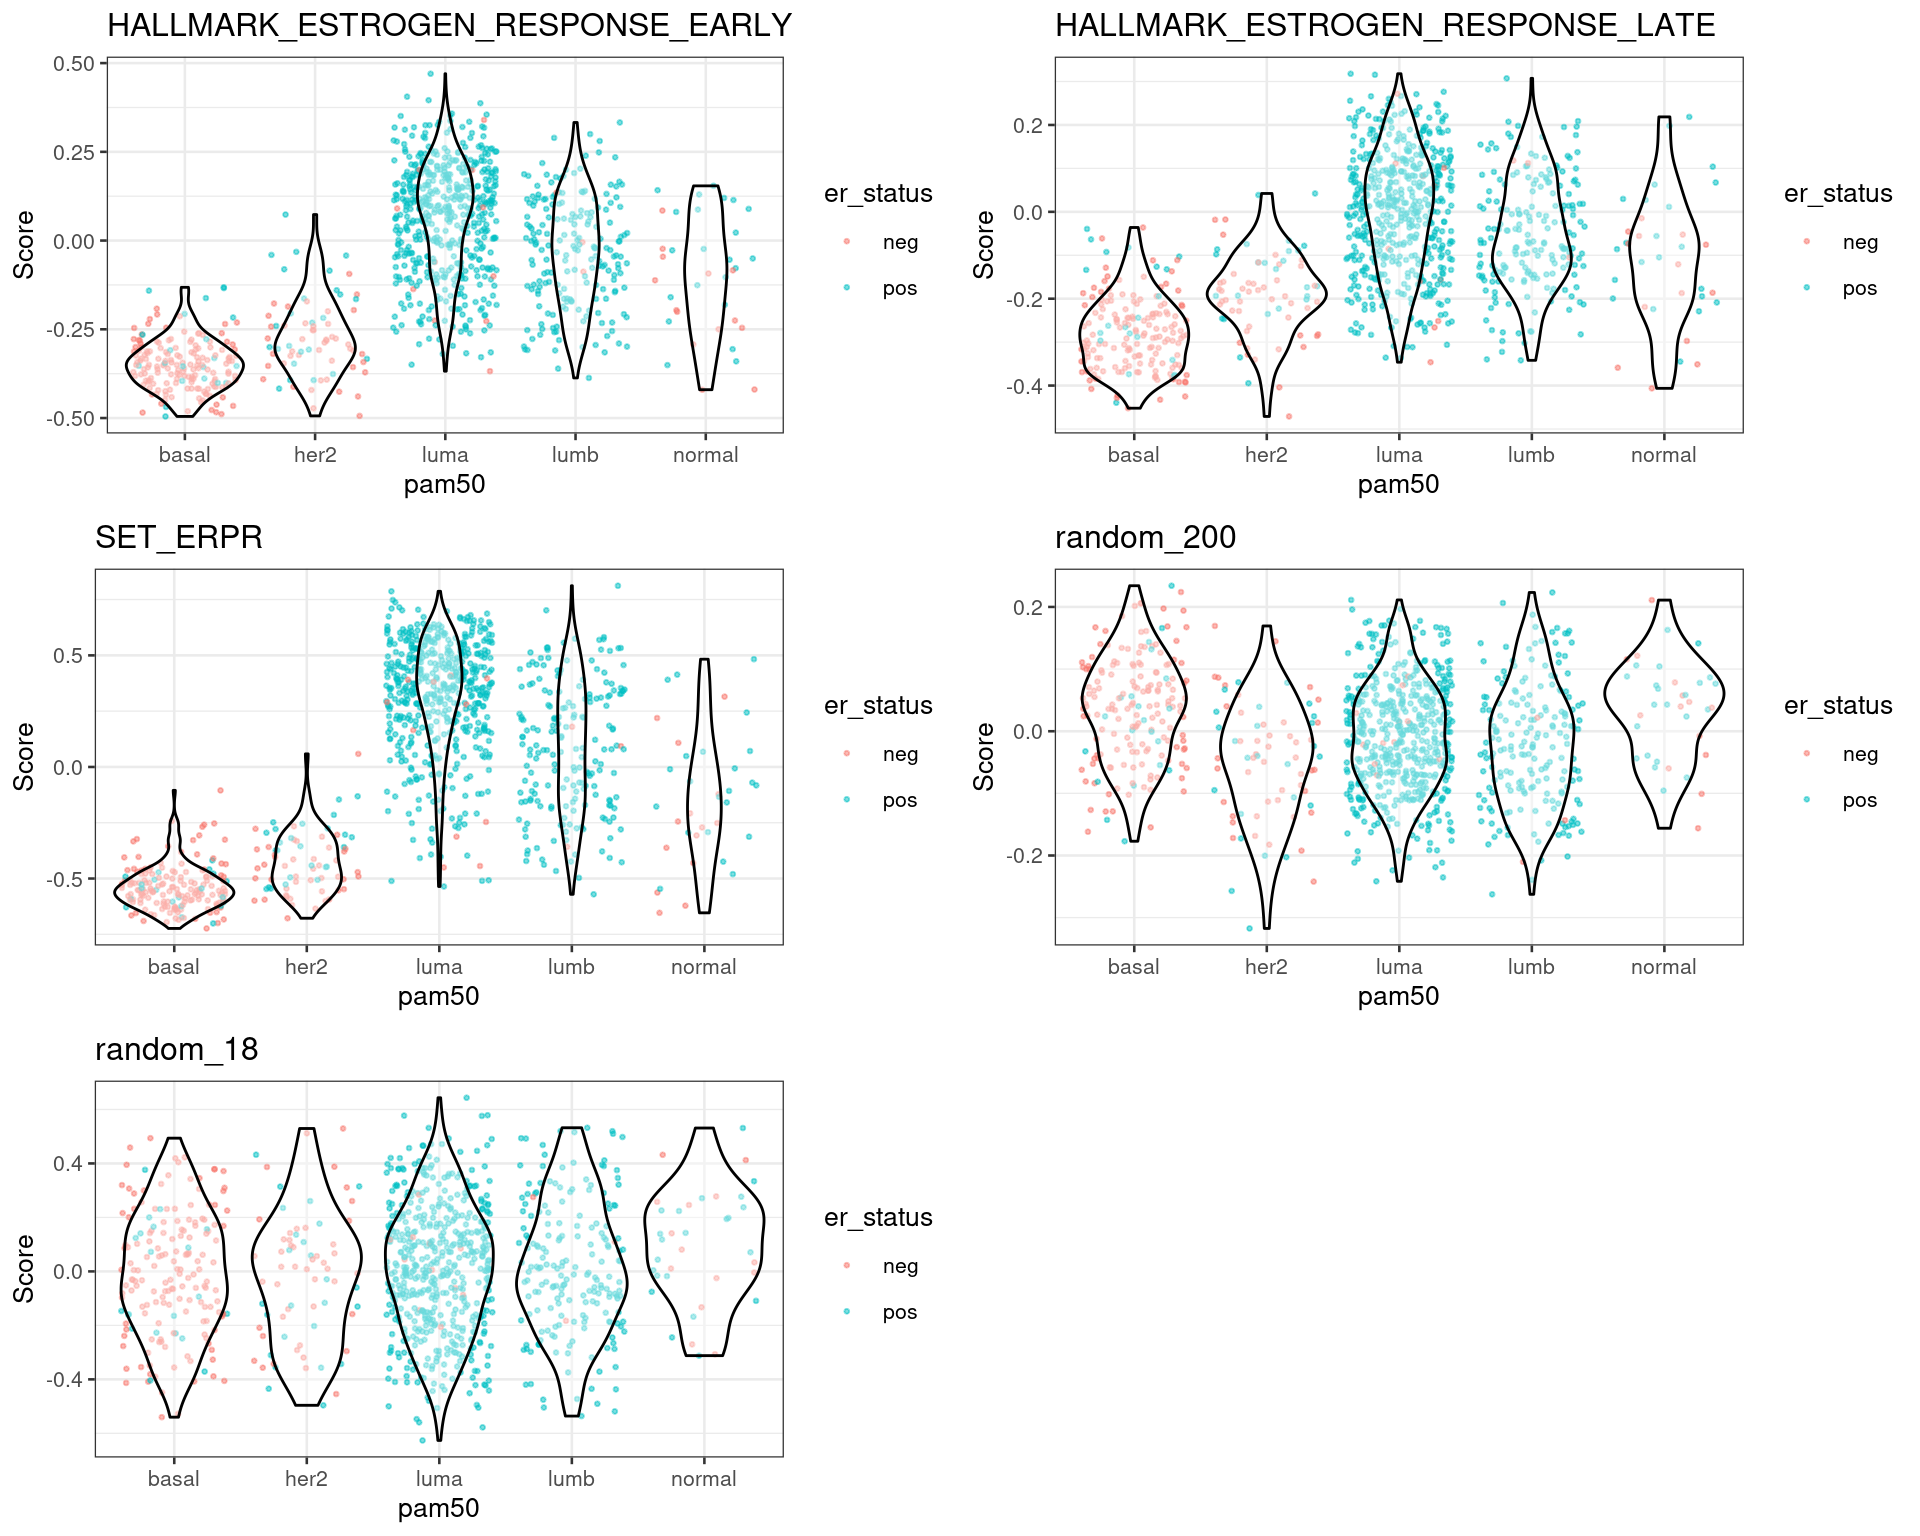 HALLMARK_ESTROGEN_RESPONSE_EARLY
0.50
0.25
0.00
-0.25
-0.50
Score
basal her2 luma lumb normal
pam50
er_status
neg
pos
HALLMARK_ESTROGEN_RESPONSE_LATE
0.2
0.0
-0.2
-0.4
Score
basal her2 luma lumb normal
pam50
er_status
neg
pos
SET_ERPR
0.5
0.0
-0.5
Score
basal her2 luma lumb normal
pam50
er_status
neg
pos
random_200
0.2
0.0
-0.2
Score
basal her2 luma lumb normal
pam50
er_status
neg
pos
random_18
0.4
0.0
-0.4
Score
basal her2 luma lumb normal
pam50
er_status
neg
pos